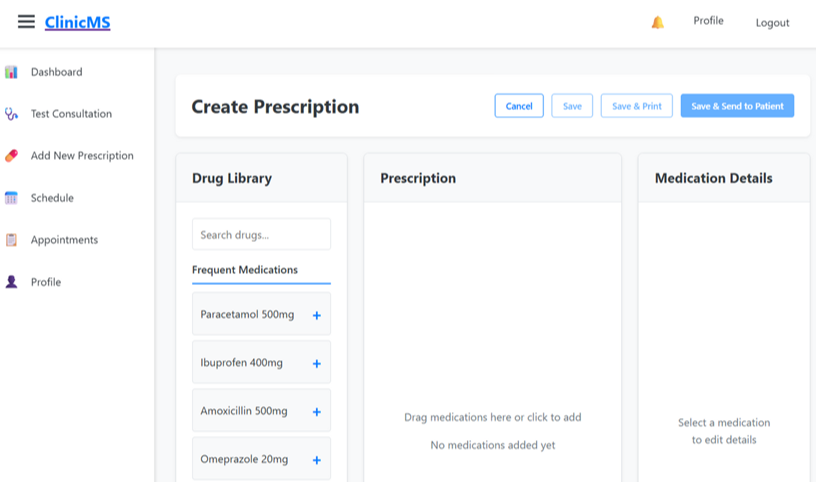 ClinicMS
Profile
Logout
Dashboard
Test Consultation
Add New Prescription
Schedule
Appointments
Profile
Create Prescription
Cancel
Save
Save & Print
Save & Send to Patient
Drug Library
Search drugs...
Frequent Medications
Paracetamol 500mg +
Ibuprofen 400mg +
Amoxicillin 500mg +
Omeprazole 20mg +
Prescription
Drag medications here or click to add
No medications added yet
Medication Details
Select a medication
to edit details